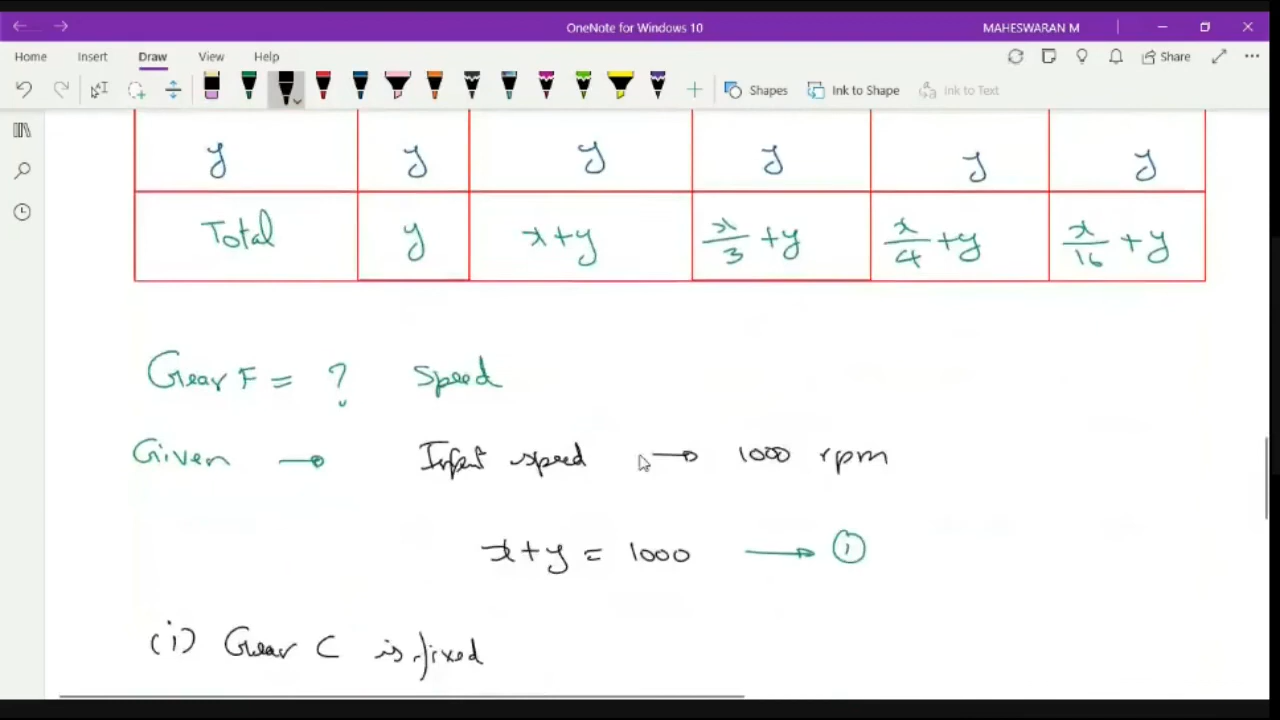 OneNote for Windows 10
MAHESWARAN M
Home Insert Draw View Help
Share
Shapes Ink to Shape Ink to Text
y y y y y y
Total y x+y x/3 +y x/4 +y x/16 +y
Gear F = ? Speed
Given → Input speed → 1000 rpm
x+y = 1000 → ①
(i) Gear C is fixed